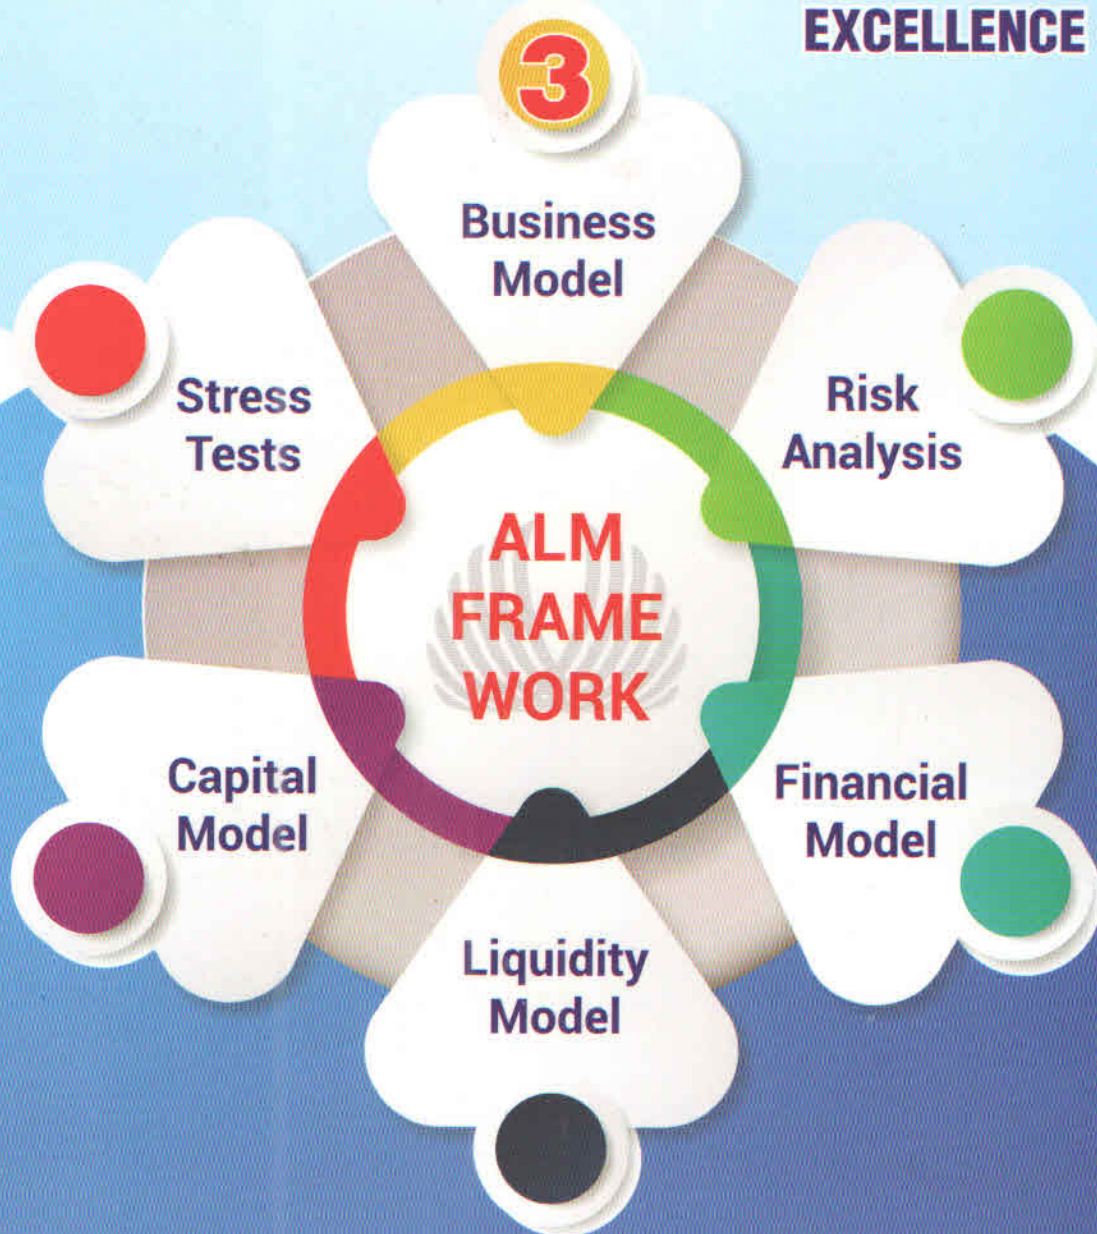 EXCELLENCE
3
Business
Model
Stress
Tests
Risk
Analysis
ALM
FRAME
WORK
Capital
Model
Financial
Model
Liquidity
Model